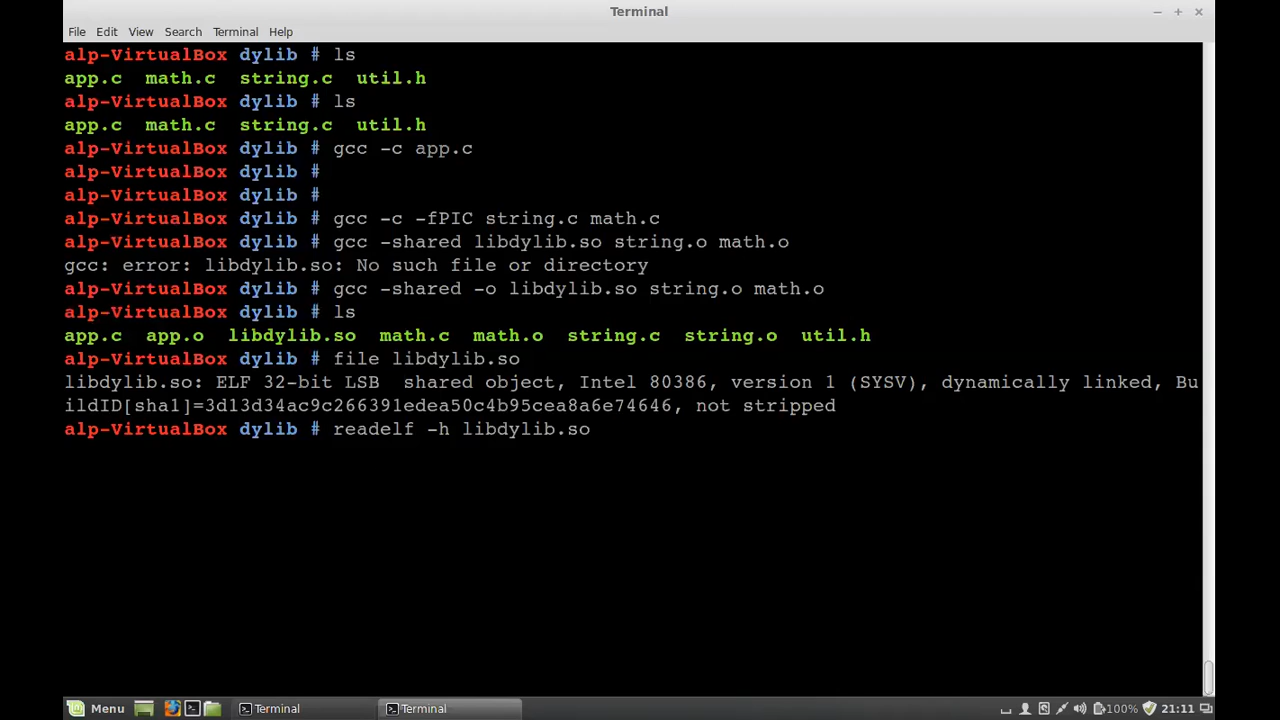 Terminal
File Edit View Search Terminal Help
alp-VirtualBox dylib # ls
app.c math.c string.c util.h
alp-VirtualBox dylib # ls
app.c math.c string.c util.h
alp-VirtualBox dylib # gcc -c app.c
alp-VirtualBox dylib #
alp-VirtualBox dylib #
alp-VirtualBox dylib # gcc -c -fPIC string.c math.c
alp-VirtualBox dylib # gcc -shared libdylib.so string.o math.o
gcc: error: libdylib.so: No such file or directory
alp-VirtualBox dylib # gcc -shared -o libdylib.so string.o math.o
alp-VirtualBox dylib # ls
app.c app.o libdylib.so math.c math.o string.c string.o util.h
alp-VirtualBox dylib # file libdylib.so
libdylib.so: ELF 32-bit LSB  shared object, Intel 80386, version 1 (SYSV), dynamically linked, Bu
ildID[sha1]=3d13d34ac9c266391edea50c4b95cea8a6e74646, not stripped
alp-VirtualBox dylib # readelf -h libdylib.so
Menu Terminal Terminal 100% 21:11